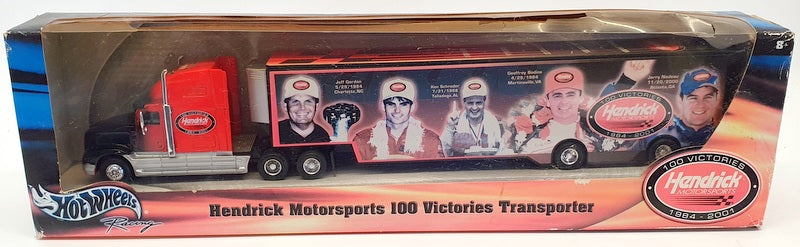 8+
Jeff Gordon
5/29/1994
Charlotte, NC
Ken Schrader
7/31/1994
Talladega, AL
Geoffrey Bodine
4/29/1984
Martinsville, VA
Jerry Nadeau
11/20/2000
Atlanta, GA
100 VICTORIES
Hendrick
MOTORSPORTS
1984 - 2001
Hendrick
HOT WHEELS
Racing
Hendrick Motorsports 100 Victories Transporter
100 VICTORIES
Hendrick
MOTORSPORTS
1984 - 2001